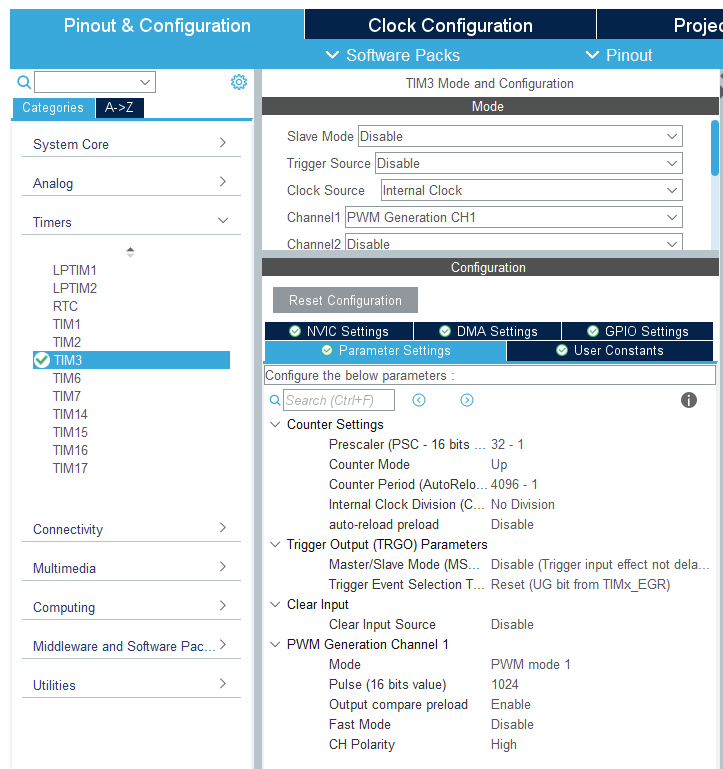 Pinout & Configuration
Clock Configuration
Projec
Software Packs
Pinout
Categories
A->Z
System Core
Analog
Timers
LPTIM1
LPTIM2
RTC
TIM1
TIM2
TIM3
TIM6
TIM7
TIM14
TIM15
TIM16
TIM17
Connectivity
Multimedia
Computing
Middleware and Software Pac...
Utilities
TIM3 Mode and Configuration
Mode
Slave Mode Disable
Trigger Source Disable
Clock Source Internal Clock
Channel1 PWM Generation CH1
Channel2 Disable
Configuration
Reset Configuration
NVIC Settings
DMA Settings
GPIO Settings
Parameter Settings
User Constants
Configure the below parameters :
Search (Ctrl+F)
Counter Settings
Prescaler (PSC - 16 bits ... 32 - 1
Counter Mode Up
Counter Period (AutoRelo... 4096 - 1
Internal Clock Division (C... No Division
auto-reload preload Disable
Trigger Output (TRGO) Parameters
Master/Slave Mode (MS... Disable (Trigger input effect not dela...
Trigger Event Selection T... Reset (UG bit from TIMx_EGR)
Clear Input
Clear Input Source Disable
PWM Generation Channel 1
Mode PWM mode 1
Pulse (16 bits value) 1024
Output compare preload Enable
Fast Mode Disable
CH Polarity High